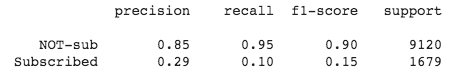 precision recall f1-score support
NOT-sub 0.85 0.95 0.90 9120
Subscribed 0.29 0.10 0.15 1679